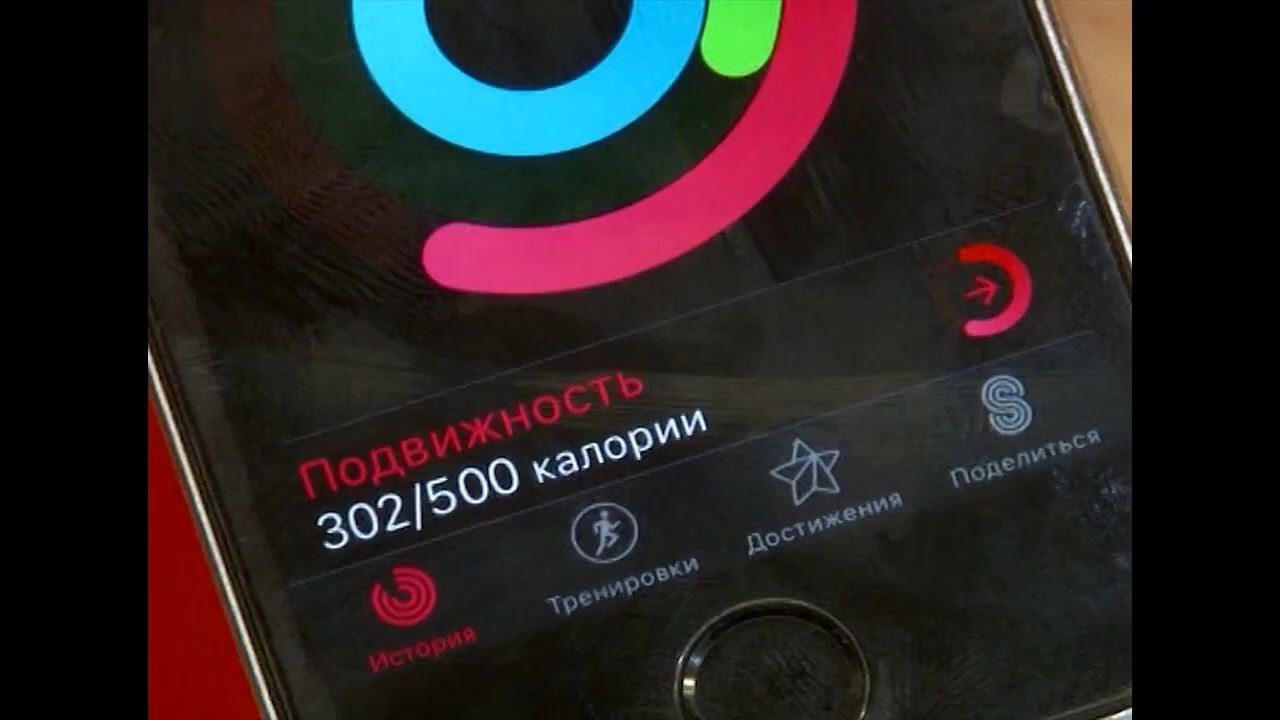 Подвижность
302/500 калории
История
Тренировки
Достижения
Поделиться